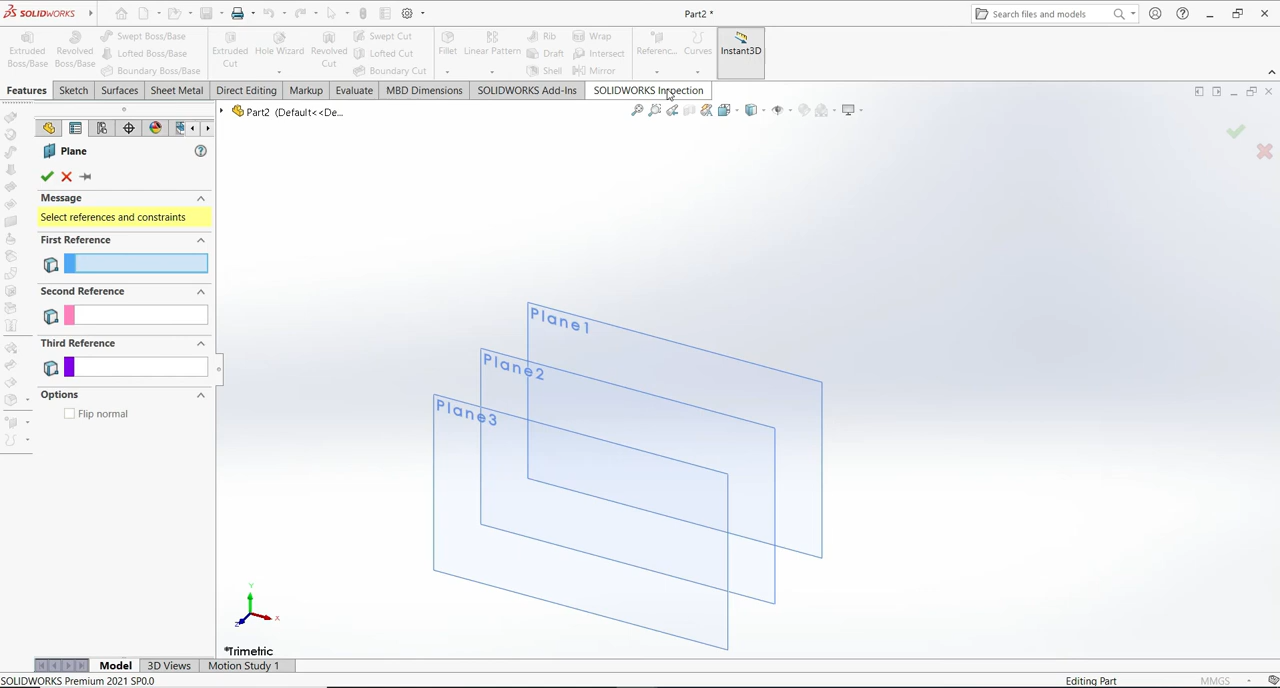 SOLIDWORKS
Part2 *
Search files and models
Extruded Boss/Base
Revolved Boss/Base
Swept Boss/Base
Lofted Boss/Base
Boundary Boss/Base
Extruded Cut
Hole Wizard
Revolved Cut
Swept Cut
Lofted Cut
Boundary Cut
Fillet
Linear Pattern
Rib
Draft
Shell
Wrap
Intersect
Mirror
Referenc...
Curves
Instant3D
Features
Sketch
Surfaces
Sheet Metal
Direct Editing
Markup
Evaluate
MBD Dimensions
SOLIDWORKS Add-Ins
SOLIDWORKS Inspection
Part2 (Default<<De...
Plane
Message
Select references and constraints
First Reference
Second Reference
Third Reference
Options
Flip normal
Plane1
Plane2
Plane3
Y
X
Z
*Trimetric
Model
3D Views
Motion Study 1
SOLIDWORKS Premium 2021 SP0.0
Editing Part
MMGS